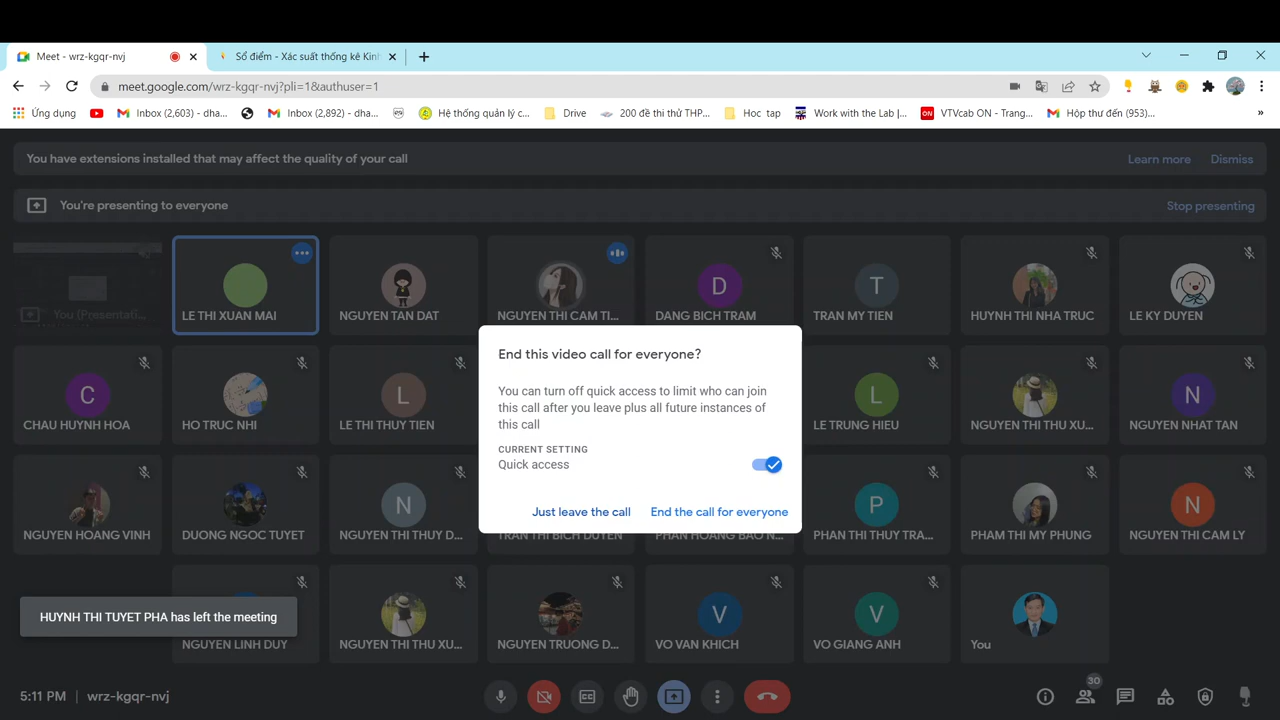 Meet - wrz-kgqr-nvj
Sổ điểm - Xác suất thống kê Kinh
meet.google.com/wrz-kgqr-nvj?pli=1&authuser=1
Ứng dụng
Inbox (2,603) - dha...
Inbox (2,892) - dha...
Hệ thống quản lý c...
Drive
200 đề thi thử THP...
Hoc tap
Work with the Lab |...
ON
VTVcab ON - Trang...
Hộp thư đến (953)...
»
You have extensions installed that may affect the quality of your call
Learn more
Dismiss
You're presenting to everyone
Stop presenting
You (Presentati...
LE THI XUAN MAI
NGUYEN TAN DAT
NGUYEN THI CAM TI...
D
DANG BICH TRAM
T
TRAN MY TIEN
HUYNH THI NHA TRUC
LE KY DUYEN
End this video call for everyone?
You can turn off quick access to limit who can join
this call after you leave plus all future instances of
this call
CURRENT SETTING
Quick access
Just leave the call
End the call for everyone
C
CHAU HUYNH HOA
HO TRUC NHI
L
LE THI THUY TIEN
L
LE TRUNG HIEU
NGUYEN THI THU XU...
N
NGUYEN NHAT TAN
NGUYEN HOANG VINH
DUONG NGOC TUYET
N
NGUYEN THI THUY D...
TRAN THI BICH DUYEN
PHAN HOANG BAO N...
P
PHAN THI THUY TRA...
PHAM THI MY PHUNG
N
NGUYEN THI CAM LY
HUYNH THI TUYET PHA has left the meeting
NGUYEN LINH DUY
NGUYEN THI THU XU...
NGUYEN TRUONG D...
V
VO VAN KHICH
V
VO GIANG ANH
You
5:11 PM
wrz-kgqr-nvj
30